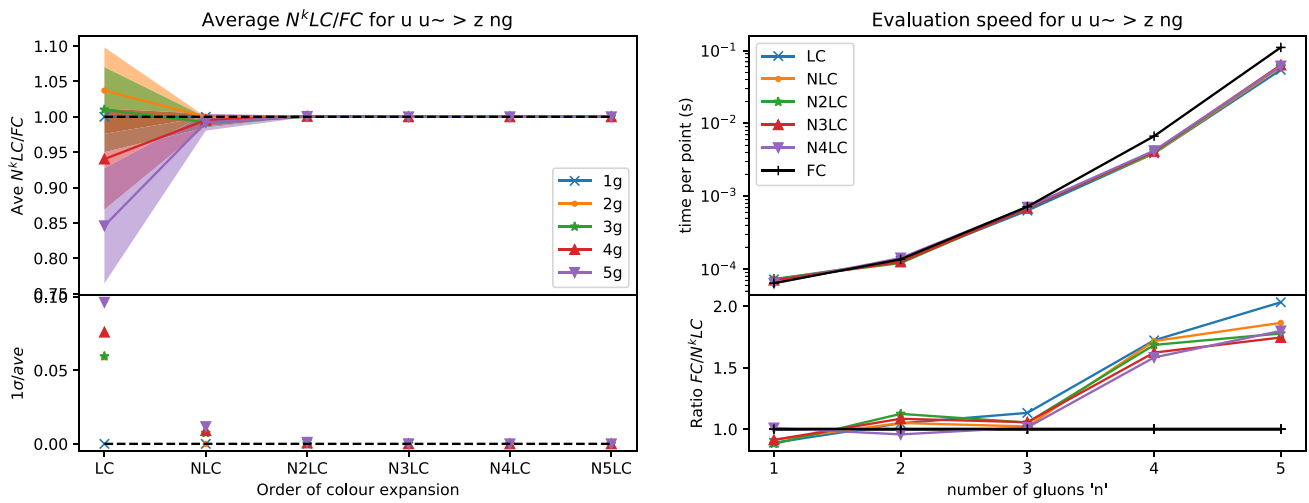 Average N^kLC/FC for u u~ > z ng
Ave N^kLC/FC
1.10
1.05
1.00
0.95
0.90
0.85
0.80
0.75
1g
2g
3g
4g
5g
1σ/ave
0.10
0.05
0.00
LC NLC N2LC N3LC N4LC N5LC
Order of colour expansion
Evaluation speed for u u~ > z ng
time per point (s)
10^-1
10^-2
10^-3
10^-4
LC
NLC
N2LC
N3LC
N4LC
FC
Ratio FC/N^kLC
2.0
1.5
1.0
1 2 3 4 5
number of gluons 'n'